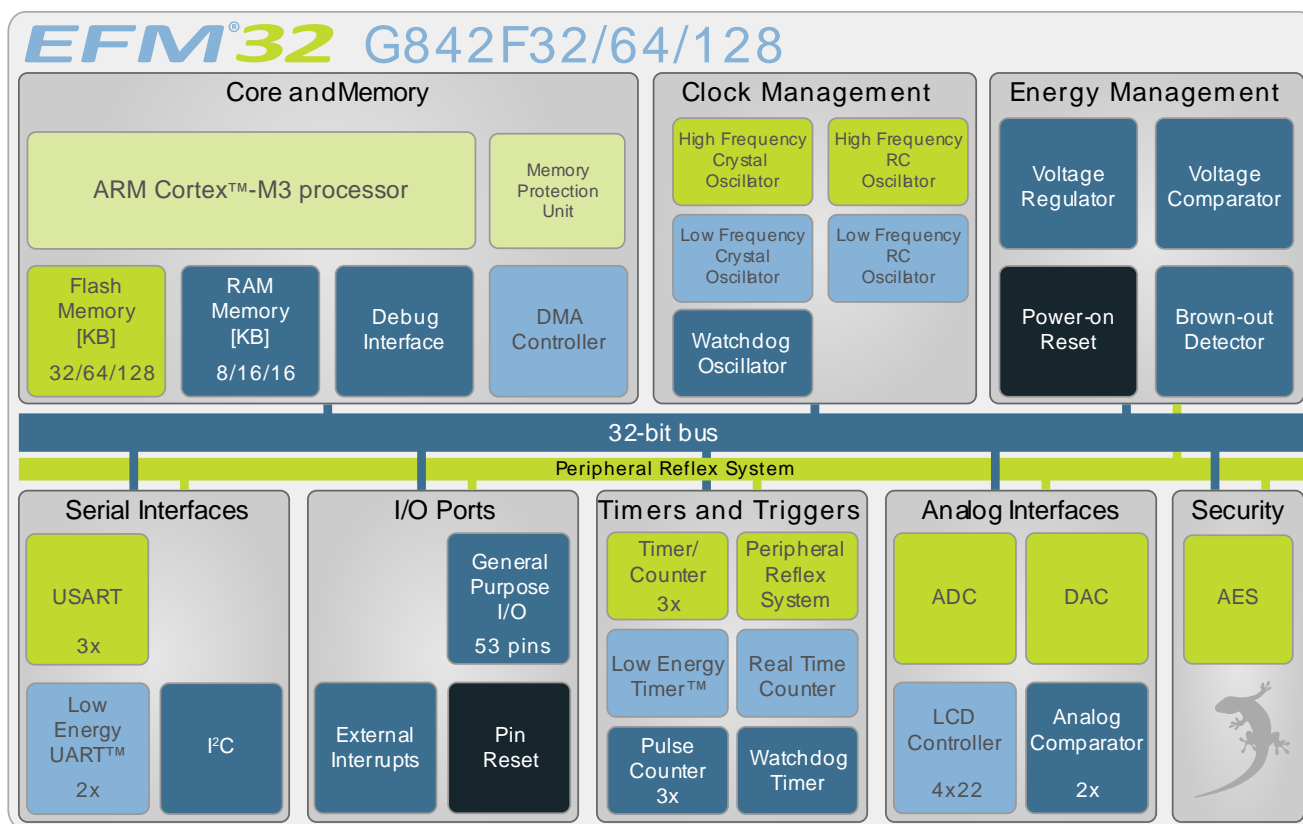 EFM®32 G842F32/64/128
Core and Memory
ARM Cortex™-M3 processor
Memory
Protection
Unit
Flash
Memory
[KB]
32/64/128
RAM
Memory
[KB]
8/16/16
Debug
Interface
DMA
Controller
Clock Management
High Frequency
Crystal
Oscillator
High Frequency
RC
Oscillator
Low Frequency
Crystal
Oscillator
Low Frequency
RC
Oscillator
Watchdog
Oscillator
Energy Management
Voltage
Regulator
Voltage
Comparator
Power-on
Reset
Brown-out
Detector
32-bit bus
Peripheral Reflex System
Serial Interfaces
USART
3x
Low
Energy
UART™
2x
I²C
I/O Ports
General
Purpose
I/O
53 pins
External
Interrupts
Pin
Reset
Timers and Triggers
Timer/
Counter
3x
Peripheral
Reflex
System
Low Energy
Timer™
Real Time
Counter
Pulse
Counter
3x
Watchdog
Timer
Analog Interfaces
ADC
DAC
LCD
Controller
4x22
Analog
Comparator
2x
Security
AES